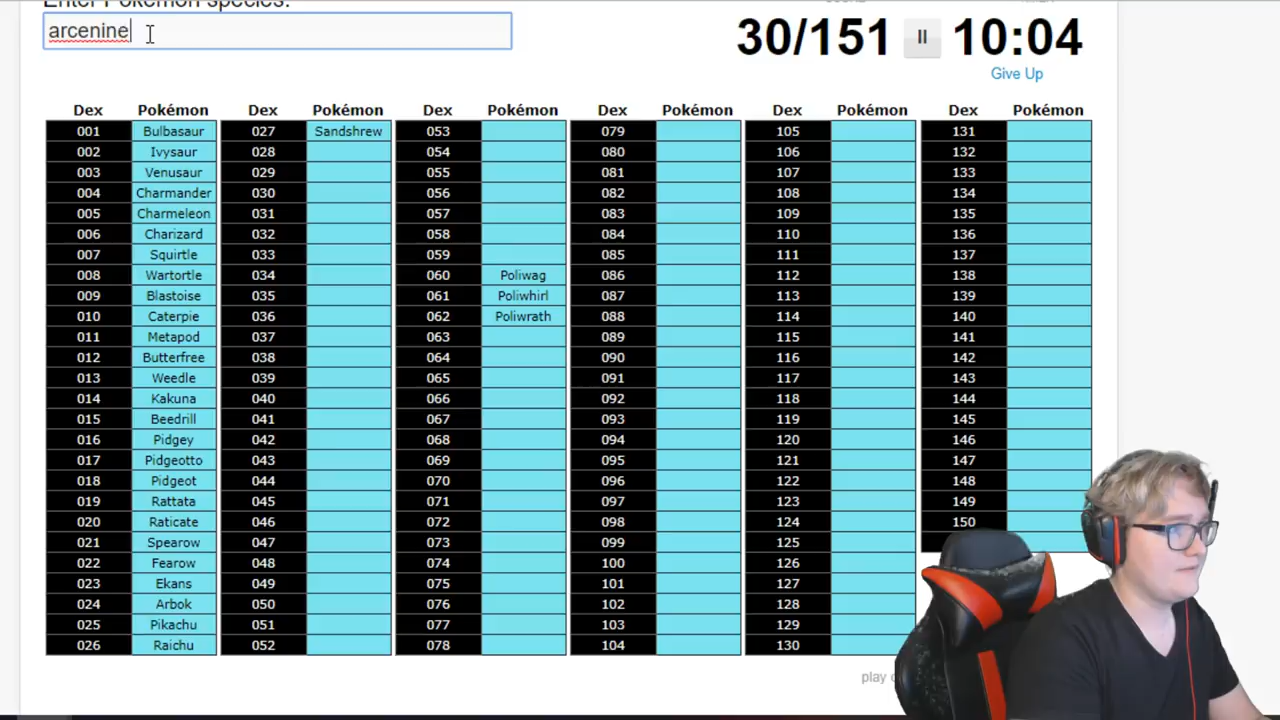 Enter Pokémon species:
arcenine
30/151
10:04
Give Up
Dex Pokémon Dex Pokémon Dex Pokémon Dex Pokémon Dex Pokémon Dex Pokémon
001 Bulbasaur 027 Sandshrew 053 079 105 131
002 Ivysaur 028 054 080 106 132
003 Venusaur 029 055 081 107 133
004 Charmander 030 056 082 108 134
005 Charmeleon 031 057 083 109 135
006 Charizard 032 058 084 110 136
007 Squirtle 033 059 085 111 137
008 Wartortle 034 060 Poliwag 086 112 138
009 Blastoise 035 061 Poliwhirl 087 113 139
010 Caterpie 036 062 Poliwrath 088 114 140
011 Metapod 037 063 089 115 141
012 Butterfree 038 064 090 116 142
013 Weedle 039 065 091 117 143
014 Kakuna 040 066 092 118 144
015 Beedrill 041 067 093 119 145
016 Pidgey 042 068 094 120 146
017 Pidgeotto 043 069 095 121 147
018 Pidgeot 044 070 096 122 148
019 Rattata 045 071 097 123 149
020 Raticate 046 072 098 124 150
021 Spearow 047 073 099 125
022 Fearow 048 074 100 126
023 Ekans 049 075 101 127
024 Arbok 050 076 102 128
025 Pikachu 051 077 103 129
026 Raichu 052 078 104 130
play